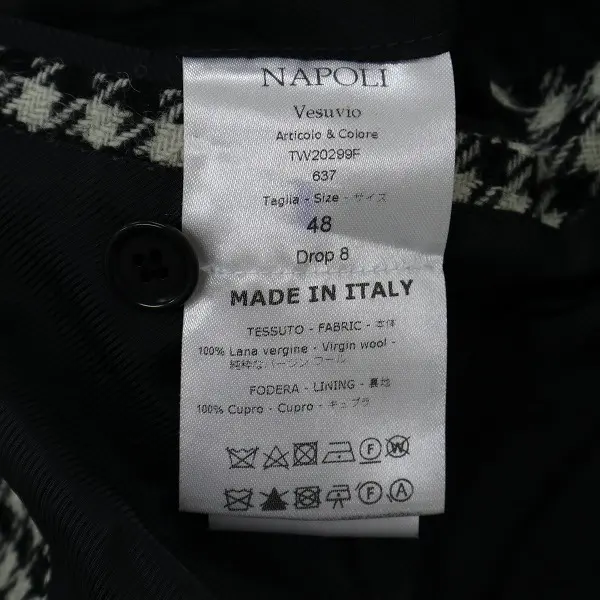 NAPOLI
Vesuvio
Articolo & Colore
TW20299F
637
Taglia - Size - サイズ
48
Drop 8
MADE IN ITALY
TESSUTO - FABRIC - 本体
100% Lana vergine - Virgin wool -
純粋なバージン ウール
FODERA - LINING - 裏地
100% Cupro - Cupro - キュプラ
F W
F A